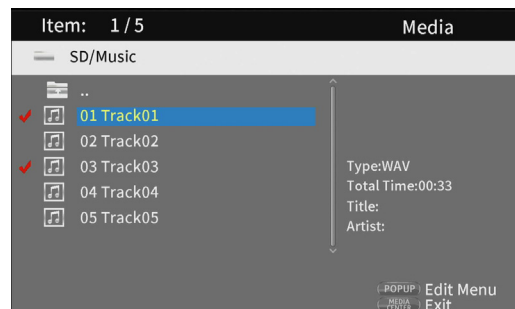 Item: 1/5 Media
SD/Music
..
01 Track01
02 Track02
03 Track03
04 Track04
05 Track05
Type:WAV
Total Time:00:33
Title:
Artist:
POPUP Edit Menu
MEDIA CENTER Exit